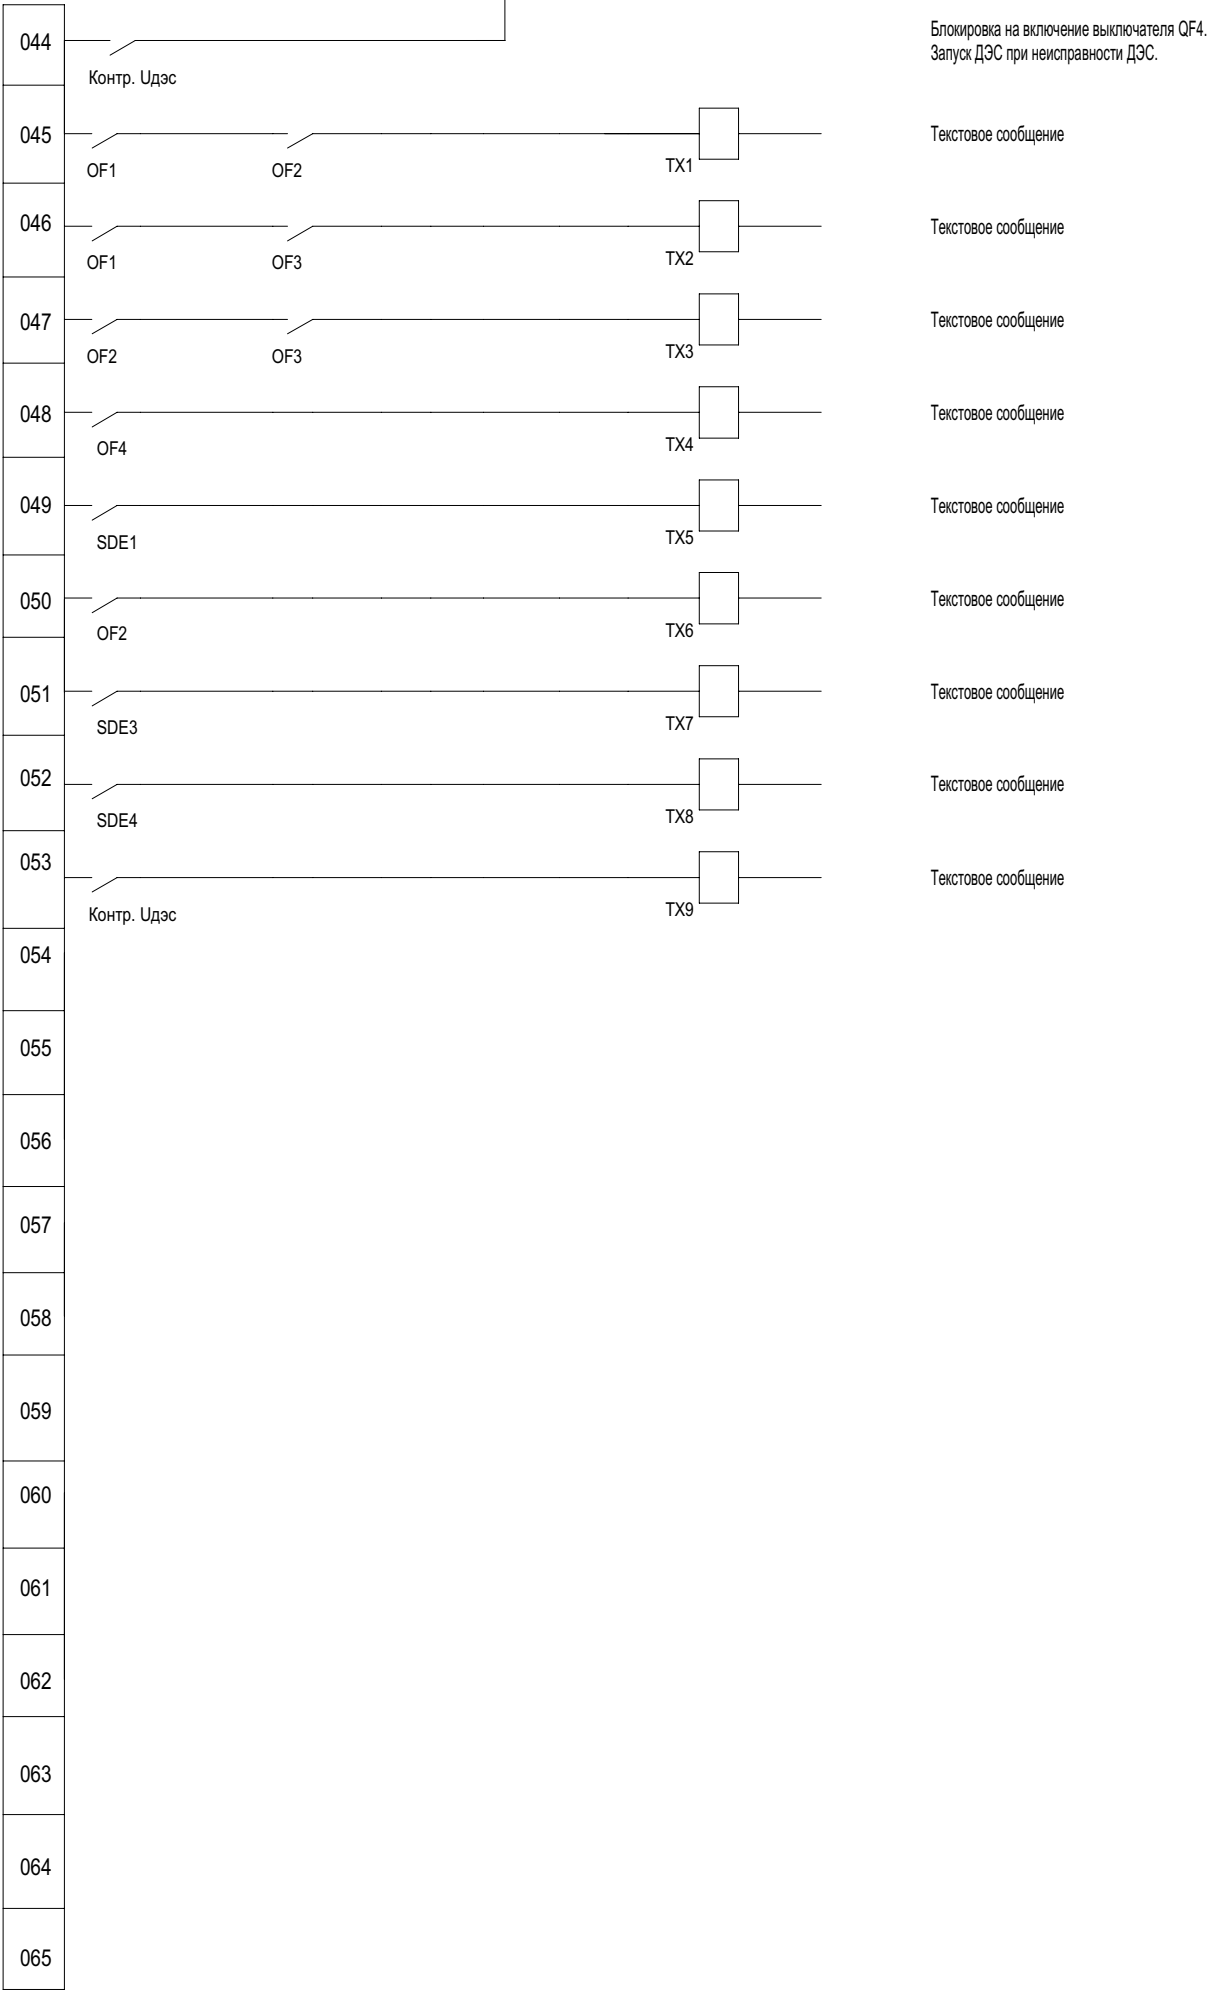 044
Контр. Uдэс
Блокировка на включение выключателя QF4.
Запуск ДЭС при неисправности ДЭС.
045
OF1
OF2
TX1
Текстовое сообщение
046
OF1
OF3
TX2
Текстовое сообщение
047
OF2
OF3
TX3
Текстовое сообщение
048
OF4
TX4
Текстовое сообщение
049
SDE1
TX5
Текстовое сообщение
050
OF2
TX6
Текстовое сообщение
051
SDE3
TX7
Текстовое сообщение
052
SDE4
TX8
Текстовое сообщение
053
Контр. Uдэс
TX9
Текстовое сообщение
054
055
056
057
058
059
060
061
062
063
064
065